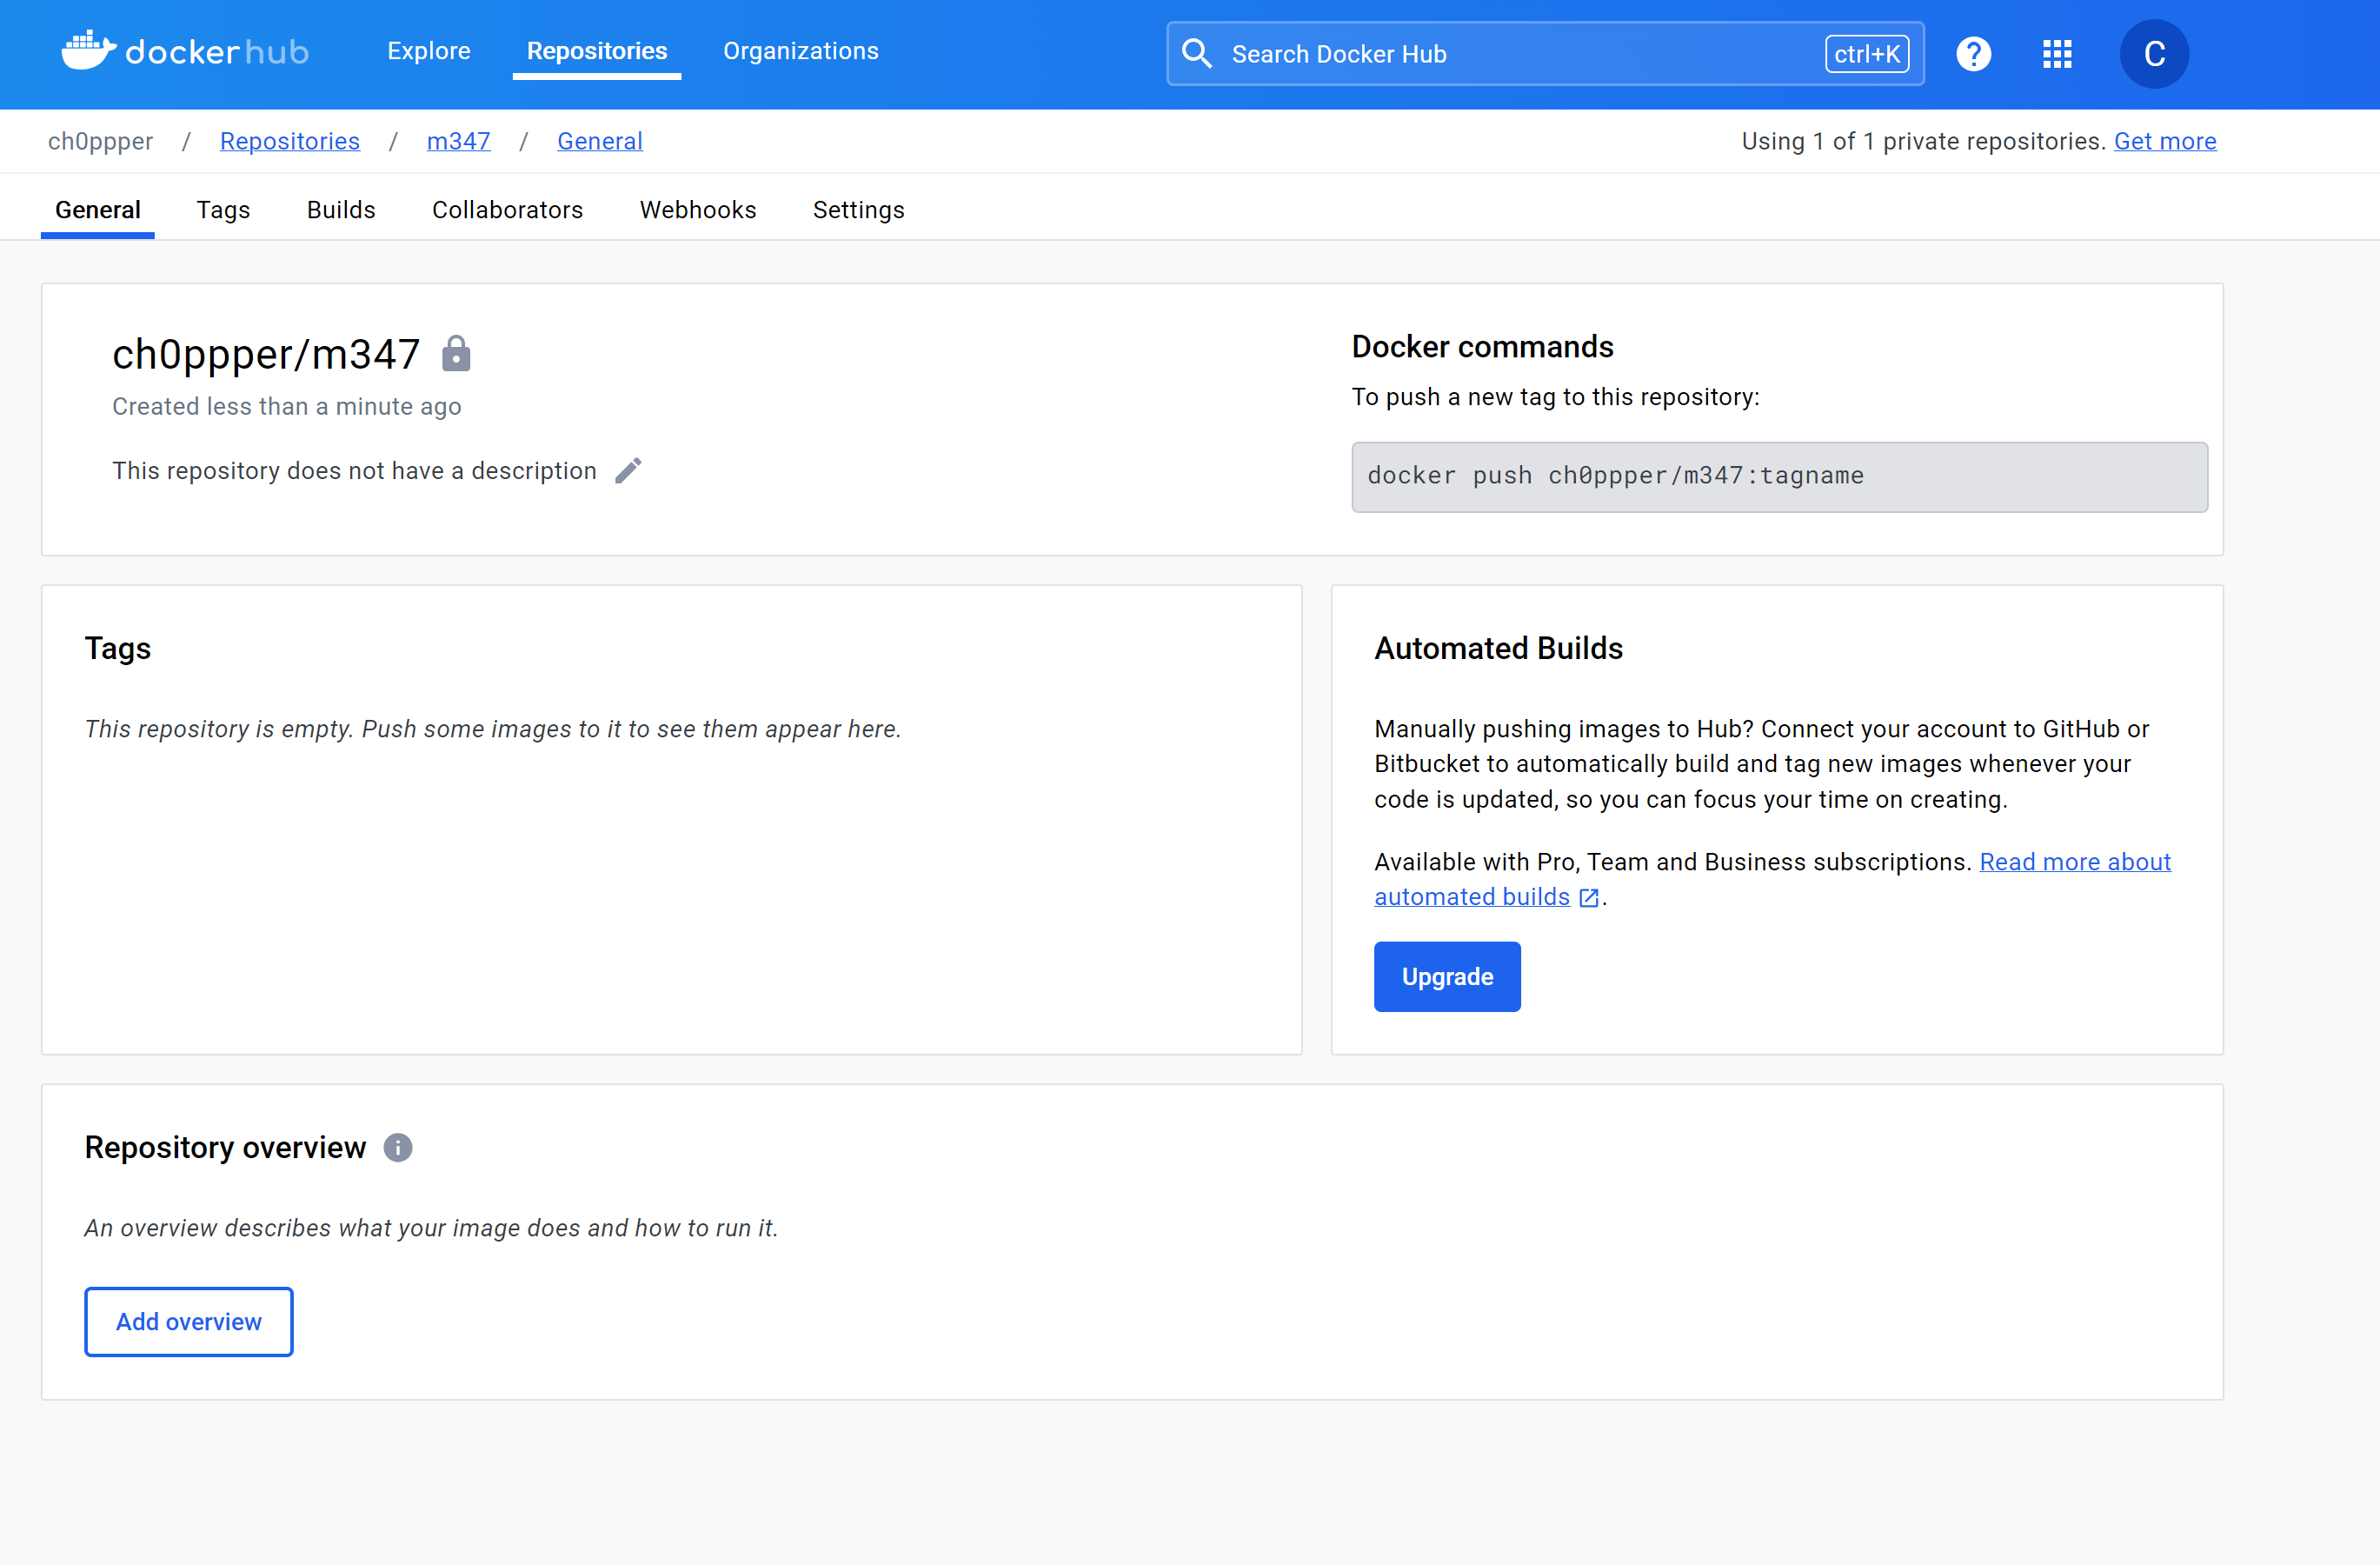 dockerhub Explore Repositories Organizations Search Docker Hub ctrl+K ? C
ch0ppper / Repositories / m347 / General Using 1 of 1 private repositories. Get more
General Tags Builds Collaborators Webhooks Settings
ch0ppper/m347
Created less than a minute ago
This repository does not have a description
Docker commands
To push a new tag to this repository:
docker push ch0ppper/m347:tagname
Tags
This repository is empty. Push some images to it to see them appear here.
Automated Builds
Manually pushing images to Hub? Connect your account to GitHub or
Bitbucket to automatically build and tag new images whenever your
code is updated, so you can focus your time on creating.
Available with Pro, Team and Business subscriptions. Read more about
automated builds .
Upgrade
Repository overview i
An overview describes what your image does and how to run it.
Add overview